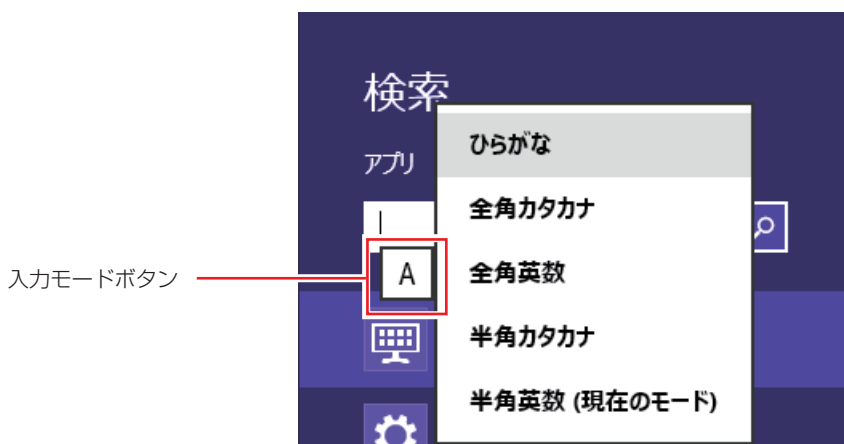 検索
アプリ
ひらがな
全角カタカナ
全角英数
半角カタカナ
半角英数 (現在のモード)
A
入力モードボタン